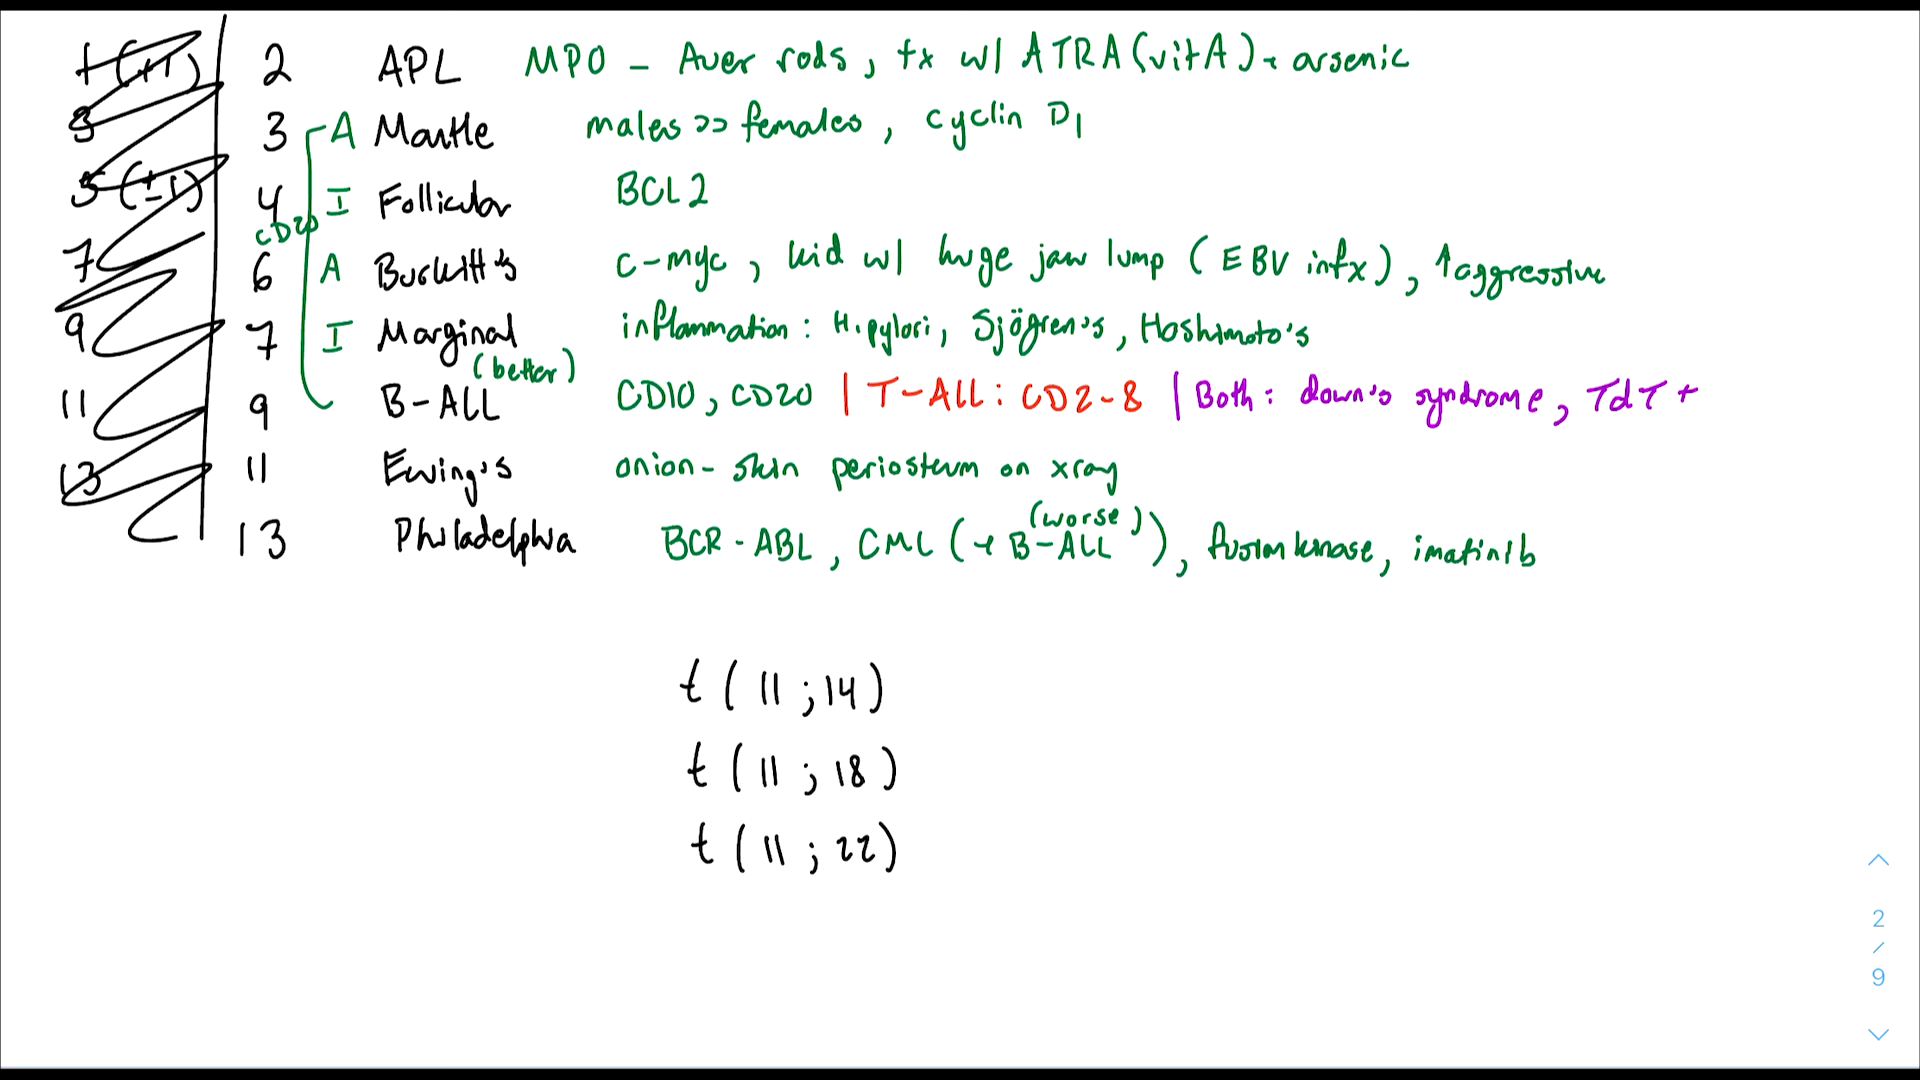 1 (+1) 2 APL MPO - Auer rods, tx w/ ATRA (vitA) + arsenic
3 3 A Mantle males >> females, cyclin D1
5 (±1) 4 I Follicular BCL2
CD20
7 6 A Burkitt's c-myc, kid w/ huge jaw lump (EBV infx), ↑aggressive
9 7 I Marginal inflammation: H. pylori, Sjögren's, Hashimoto's
(better)
11 9 B-ALL CD10, CD20 | T-ALL: CD2-8 | Both: down's syndrome, TdT +
13 11 Ewing's onion-skin periosteum on xray
(worse)
13 Philadelphia BCR-ABL, CML (+ B-ALL), fusion kinase, imatinib
t(11;14)
t(11;18)
t(11;22)
2
/
9